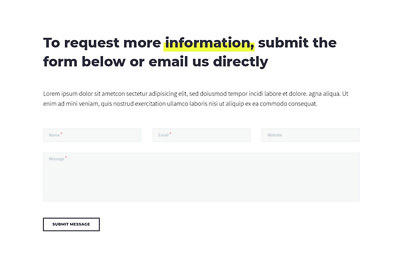 To request more information, submit the
form below or email us directly
Lorem ipsum dolor sit ametcon sectetur adipisicing elit, sed doiusmod tempor incidi labore et dolore magna aliqua. Ut
enim ad mini veniam, quis nostrud exercitation ullamco laboris nisi ut aliquip ex ea commodo consequat.
Name * Email * Website
Message *
SUBMIT MESSAGE